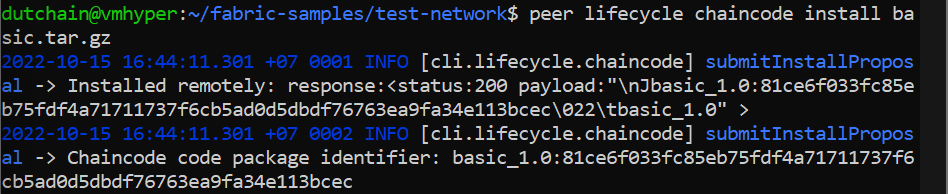 dutchain@vmhyper:~/fabric-samples/test-network$ peer lifecycle chaincode install ba
sic.tar.gz
2022-10-15 16:44:11.301 +07 0001 INFO [cli.lifecycle.chaincode] submitInstallPropos
al -> Installed remotely: response:<status:200 payload:"\nJbasic_1.0:81ce6f033fc85e
b75fdf4a71711737f6cb5ad0d5dbdf76763ea9fa34e113bcec\022\tbasic_1.0" >
2022-10-15 16:44:11.301 +07 0002 INFO [cli.lifecycle.chaincode] submitInstallPropos
al -> Chaincode code package identifier: basic_1.0:81ce6f033fc85eb75fdf4a71711737f6
cb5ad0d5dbdf76763ea9fa34e113bcec